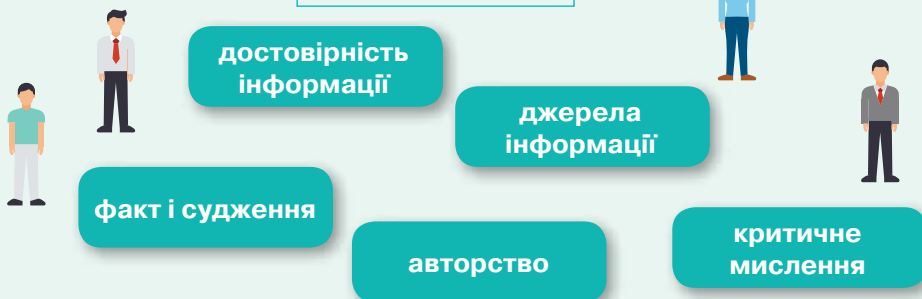 достовірність
інформації
джерела
інформації
факт і судження
авторство
критичне
мислення